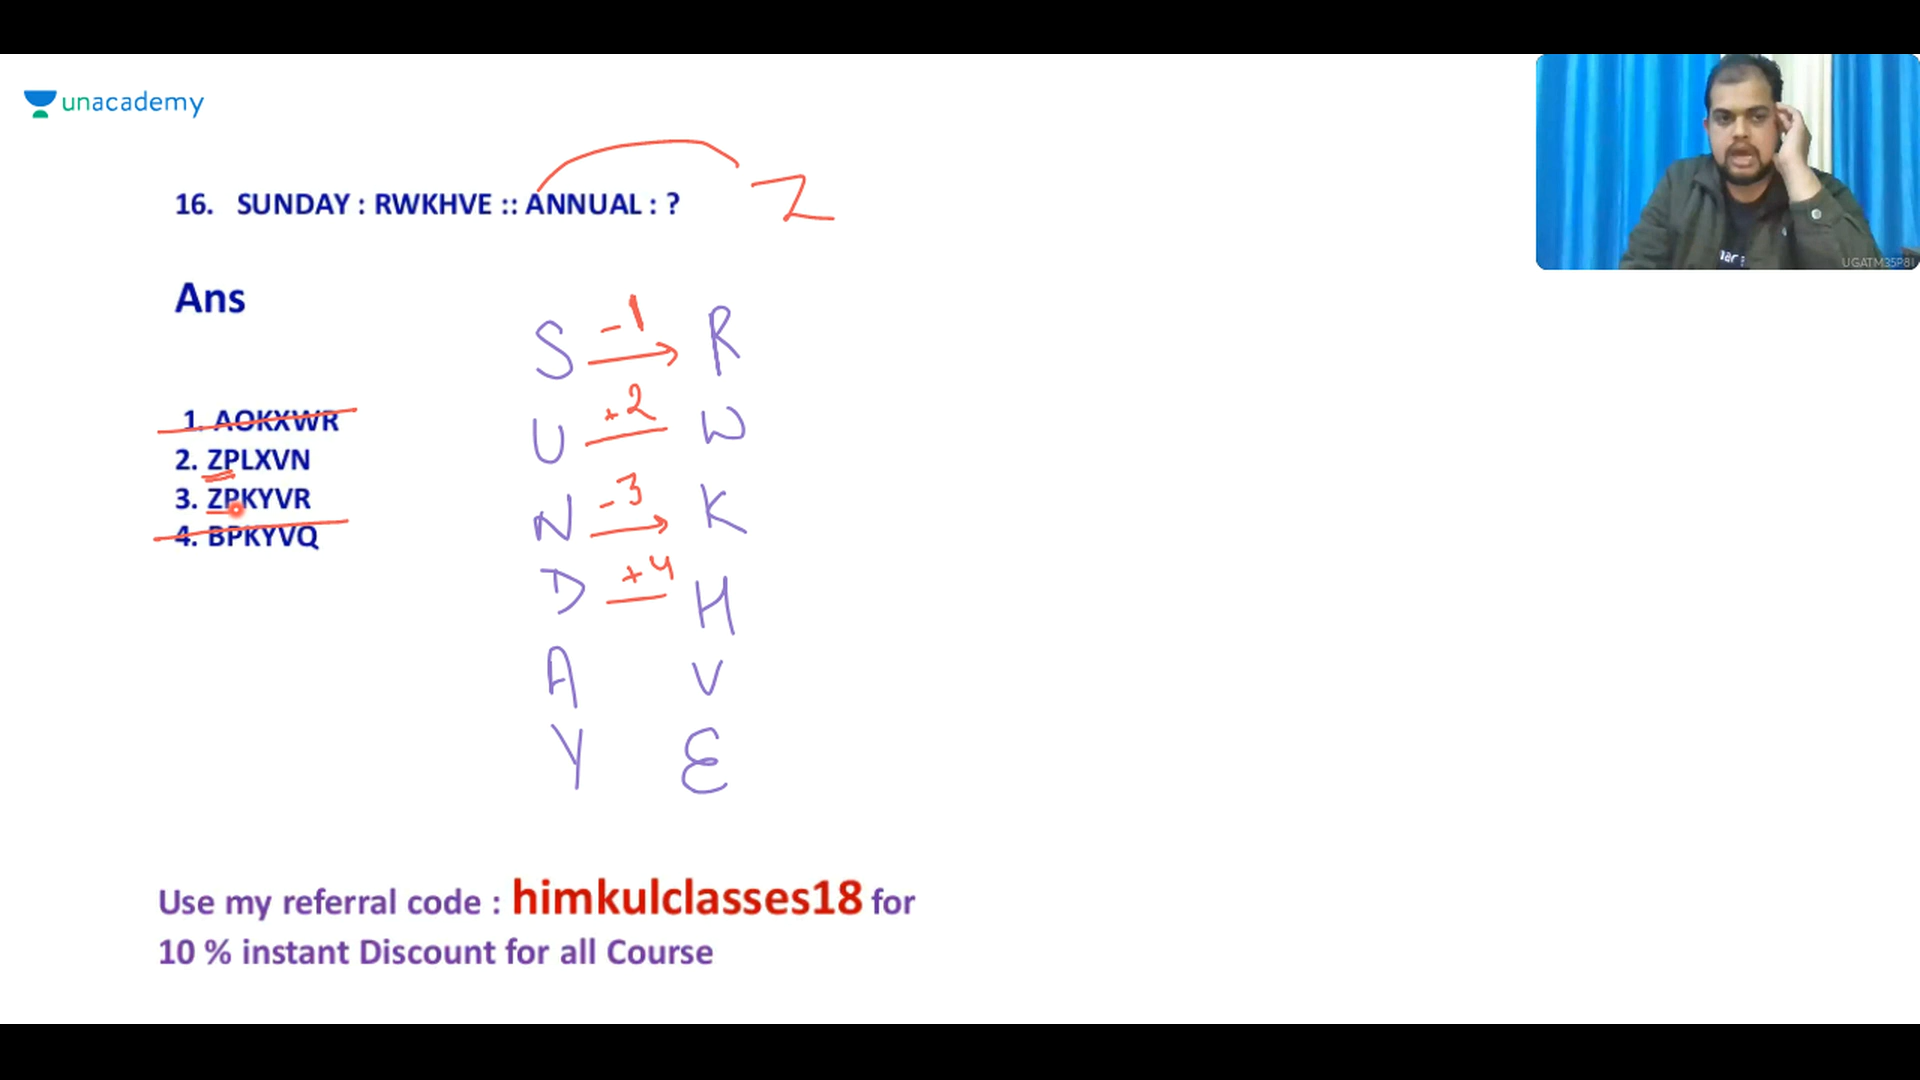 unacademy
16. SUNDAY : RWKHVE :: ANNUAL : ?
Z
Ans
1. AOKXWR
2. ZPLXVN
3. ZPKYVR
4. BPKYVQ
S -1 R
U +2 W
N -3 K
D +4 H
A V
Y E
UGATM35P8I
Use my referral code : himkulclasses18 for
10 % instant Discount for all Course